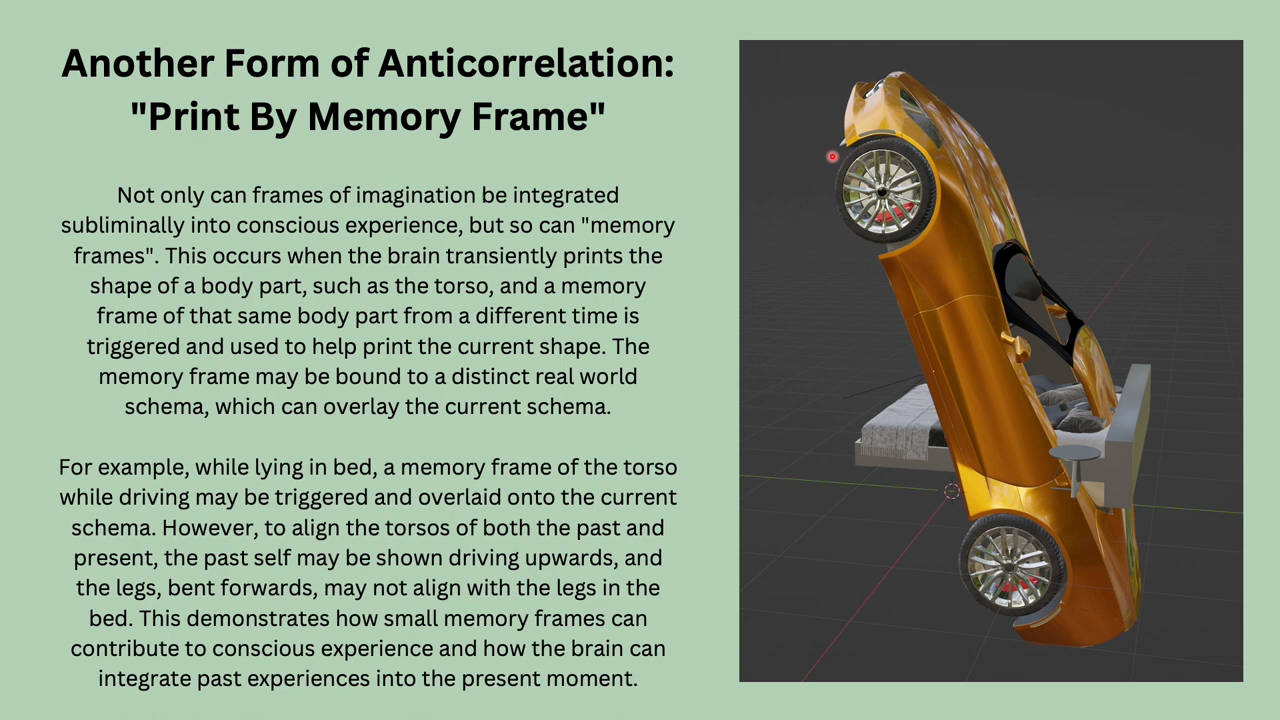 Another Form of Anticorrelation:
"Print By Memory Frame"
Not only can frames of imagination be integrated
subliminally into conscious experience, but so can "memory
frames". This occurs when the brain transiently prints the
shape of a body part, such as the torso, and a memory
frame of that same body part from a different time is
triggered and used to help print the current shape. The
memory frame may be bound to a distinct real world
schema, which can overlay the current schema.
For example, while lying in bed, a memory frame of the torso
while driving may be triggered and overlaid onto the current
schema. However, to align the torsos of both the past and
present, the past self may be shown driving upwards, and
the legs, bent forwards, may not align with the legs in the
bed. This demonstrates how small memory frames can
contribute to conscious experience and how the brain can
integrate past experiences into the present moment.